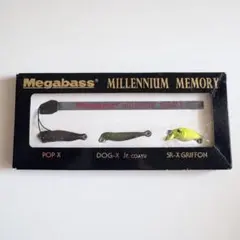 Megabass® MILLENNIUM MEMORY
POP X DOG-X Jr. COAYU SR-X GRIFFON